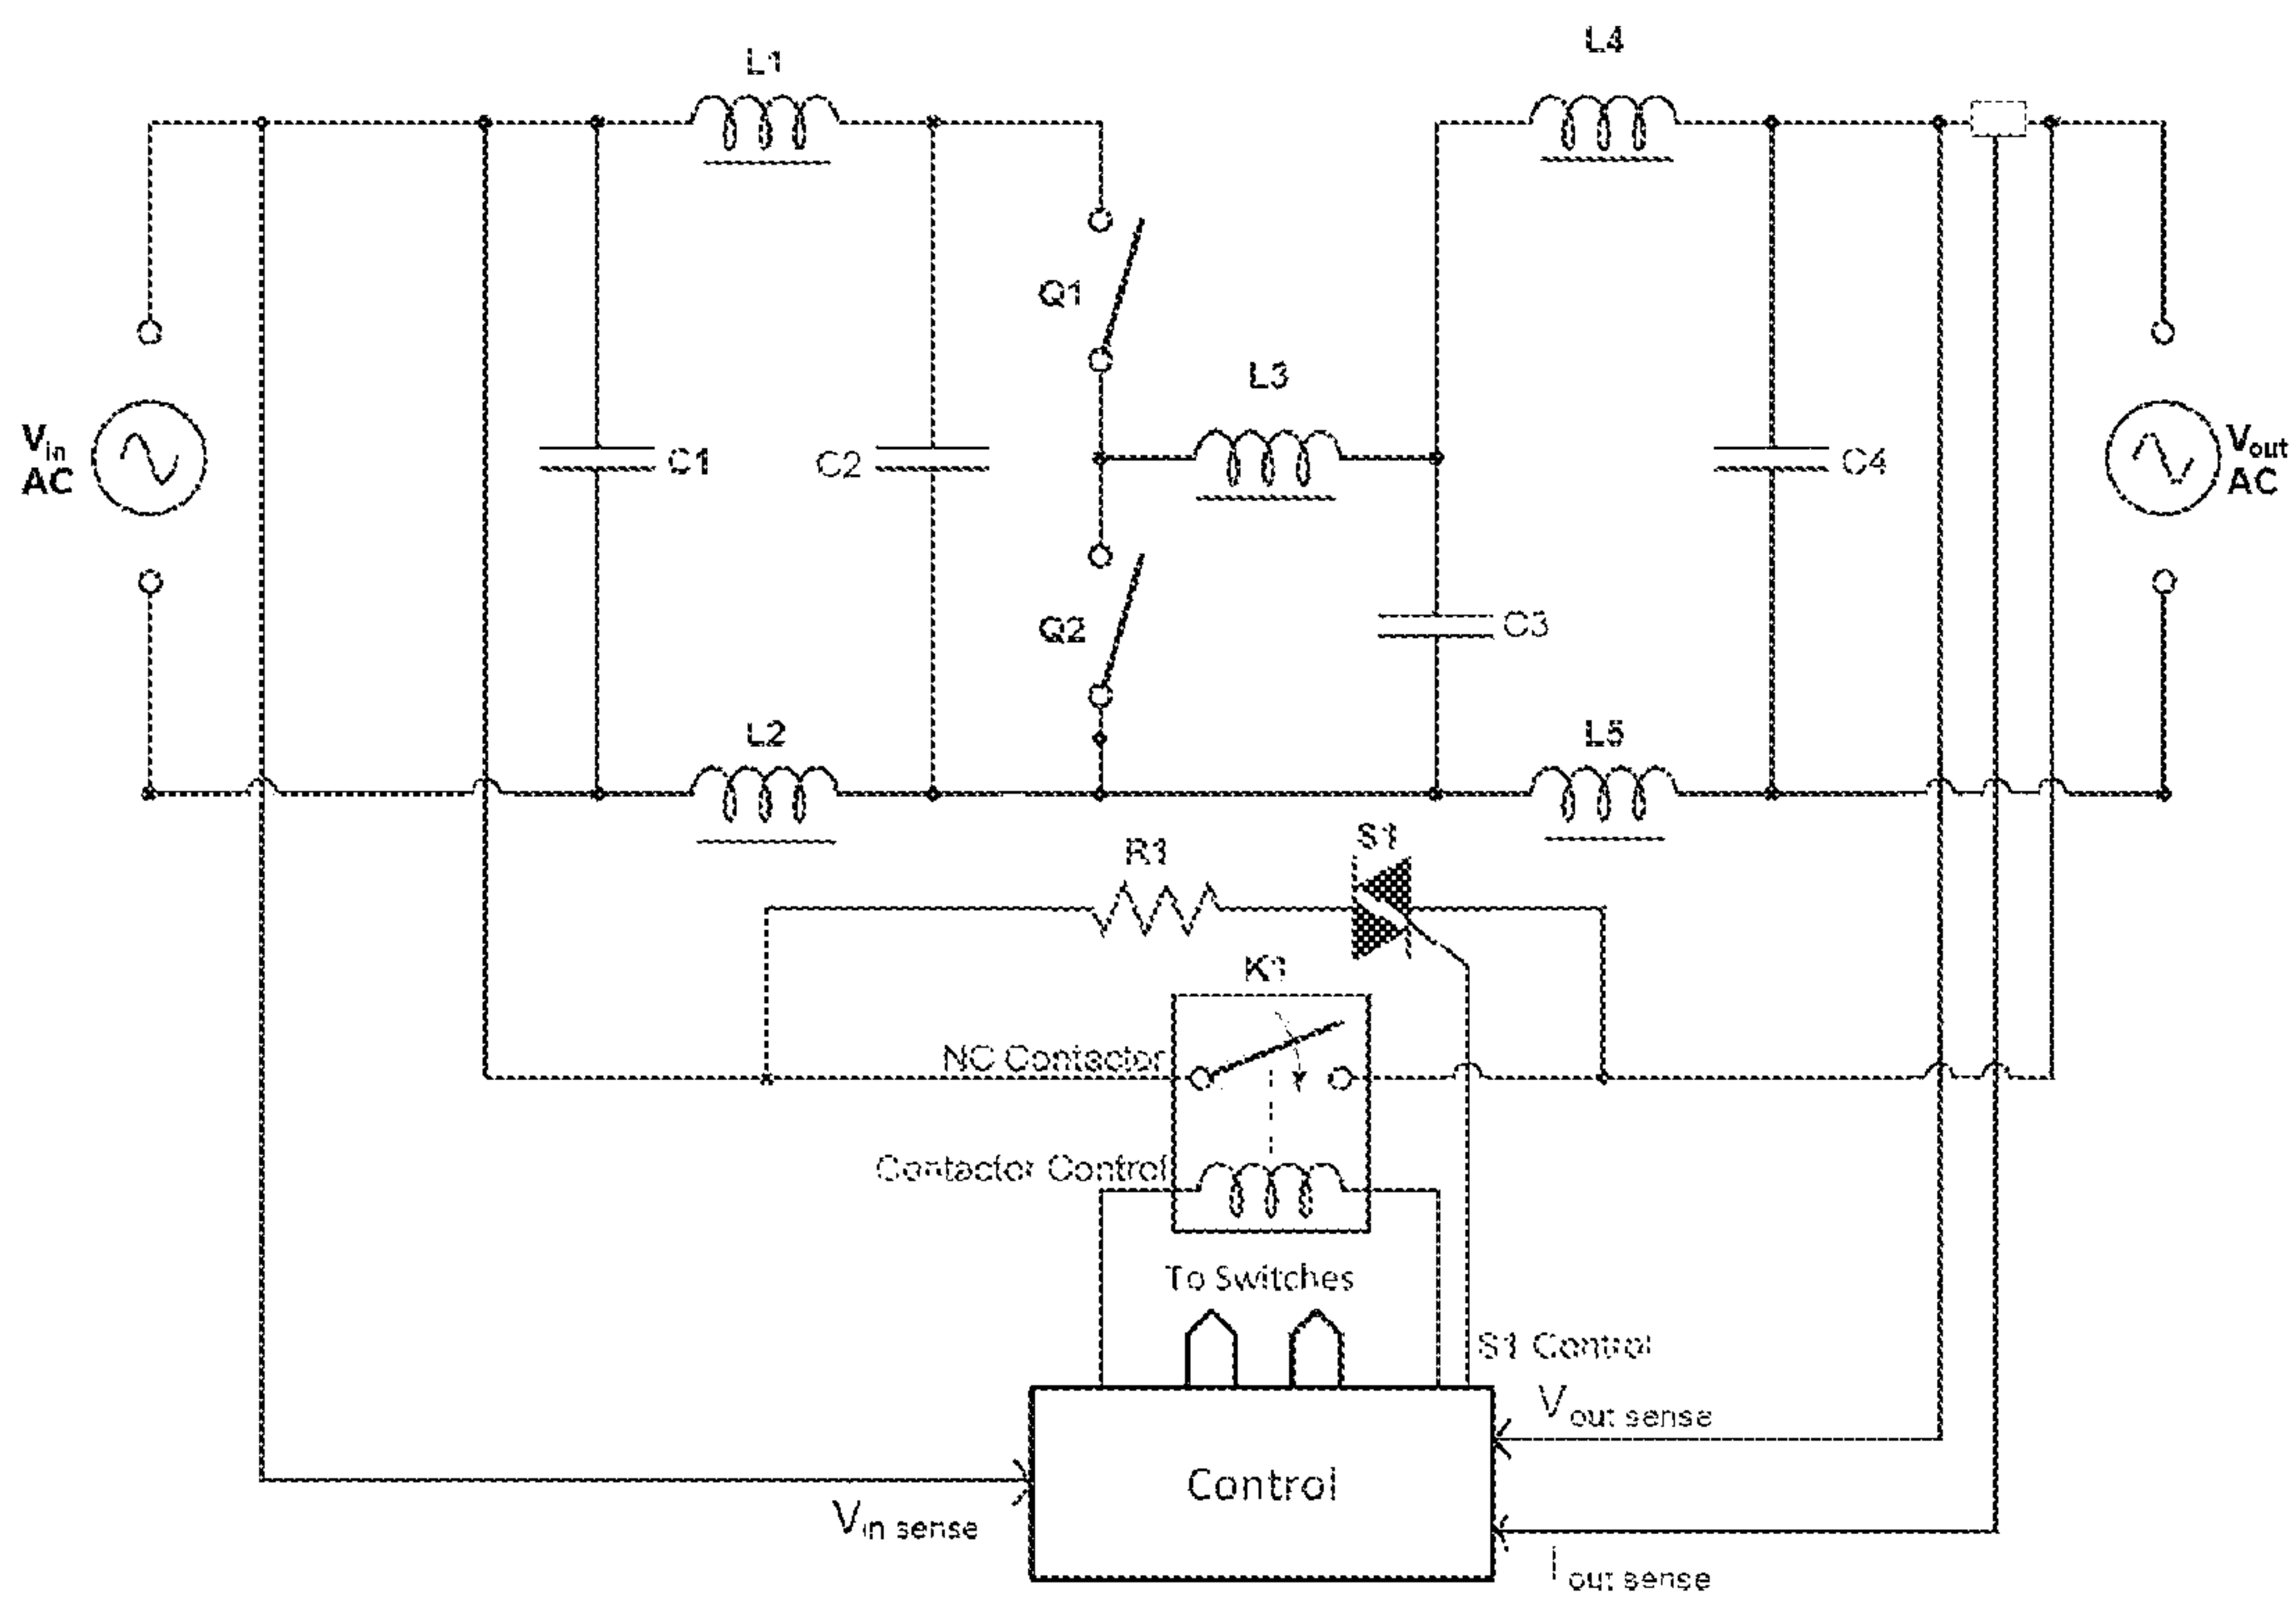 L4
L1
Q1
L3
Vin
AC
C1
C2
C4
Vout
AC
Q2
C3
L2
L5
R1
S1
K1
NC Contactor
Contactor Control
To Switches
S1 Control
Vout sense
Control
Vin sense
Iout sense